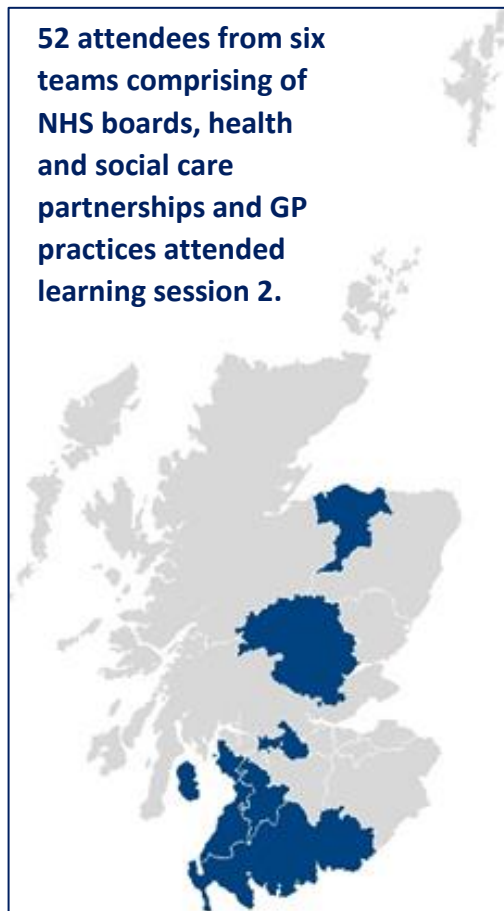 52 attendees from six
teams comprising of
NHS boards, health
and social care
partnerships and GP
practices attended
learning session 2.